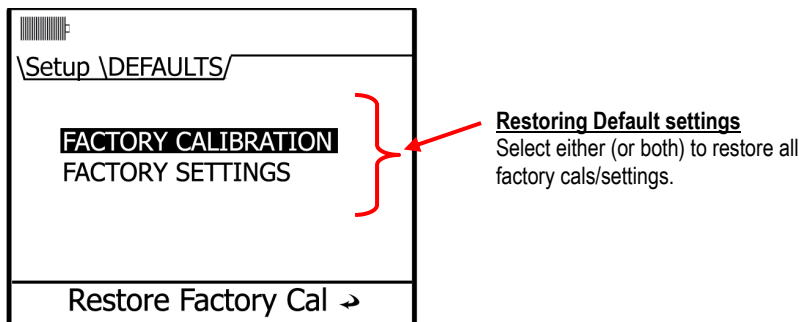 \Setup \DEFAULTS/
FACTORY CALIBRATION
FACTORY SETTINGS
Restore Factory Cal
Restoring Default settings
Select either (or both) to restore all
factory cals/settings.